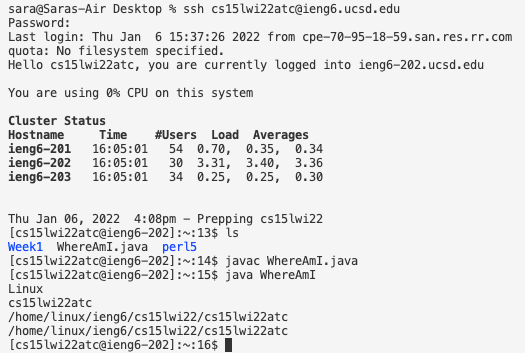 sara@Saras-Air Desktop % ssh cs15lwi22atc@ieng6.ucsd.edu
Password:
Last login: Thu Jan  6 15:37:26 2022 from cpe-70-95-18-59.san.res.rr.com
quota: No filesystem specified.
Hello cs15lwi22atc, you are currently logged into ieng6-202.ucsd.edu
You are using 0% CPU on this system
Cluster Status
Hostname     Time    #Users  Load  Averages
ieng6-201   16:05:01   54  0.70,  0.35,  0.34
ieng6-202   16:05:01   30  3.31,  3.40,  3.36
ieng6-203   16:05:01   34  0.25,  0.25,  0.30
Thu Jan 06, 2022  4:08pm - Prepping cs15lwi22
[cs15lwi22atc@ieng6-202]:~:13$ ls
Week1  WhereAmI.java  perl5
[cs15lwi22atc@ieng6-202]:~:14$ javac WhereAmI.java
[cs15lwi22atc@ieng6-202]:~:15$ java WhereAmI
Linux
cs15lwi22atc
/home/linux/ieng6/cs15lwi22/cs15lwi22atc
/home/linux/ieng6/cs15lwi22/cs15lwi22atc
[cs15lwi22atc@ieng6-202]:~:16$